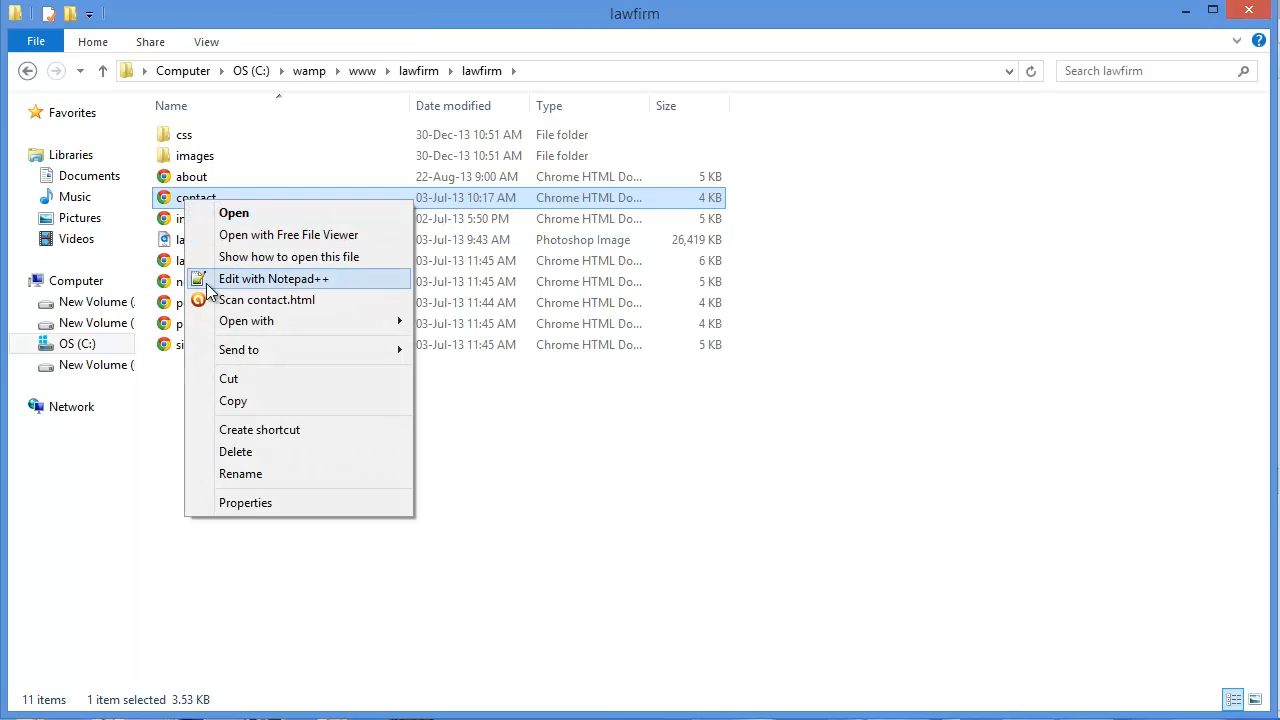 lawfirm
File Home Share View
Computer OS (C:) wamp www lawfirm lawfirm
Search lawfirm
Name Date modified Type Size
Favorites
Libraries
Documents
Music
Pictures
Videos
Computer
New Volume (
New Volume (
OS (C:)
New Volume (
Network
css 30-Dec-13 10:51 AM File folder
images 30-Dec-13 10:51 AM File folder
about 22-Aug-13 9:00 AM Chrome HTML Do... 5 KB
contact 03-Jul-13 10:17 AM Chrome HTML Do... 4 KB
in 02-Jul-13 5:50 PM Chrome HTML Do... 5 KB
la 03-Jul-13 9:43 AM Photoshop Image 26,419 KB
la 03-Jul-13 11:45 AM Chrome HTML Do... 6 KB
n 03-Jul-13 11:45 AM Chrome HTML Do... 5 KB
p 03-Jul-13 11:44 AM Chrome HTML Do... 4 KB
p 03-Jul-13 11:45 AM Chrome HTML Do... 4 KB
si 03-Jul-13 11:45 AM Chrome HTML Do... 5 KB
Open
Open with Free File Viewer
Show how to open this file
Edit with Notepad++
Scan contact.html
Open with
Send to
Cut
Copy
Create shortcut
Delete
Rename
Properties
11 items 1 item selected 3.53 KB